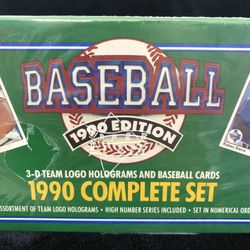 BASEBALL
1990 EDITION
3-D TEAM LOGO HOLOGRAMS AND BASEBALL CARDS
1990 COMPLETE SET
ASSORTMENT OF TEAM LOGO HOLOGRAMS • HIGH NUMBER SERIES INCLUDED • SET IN NUMERICAL ORD